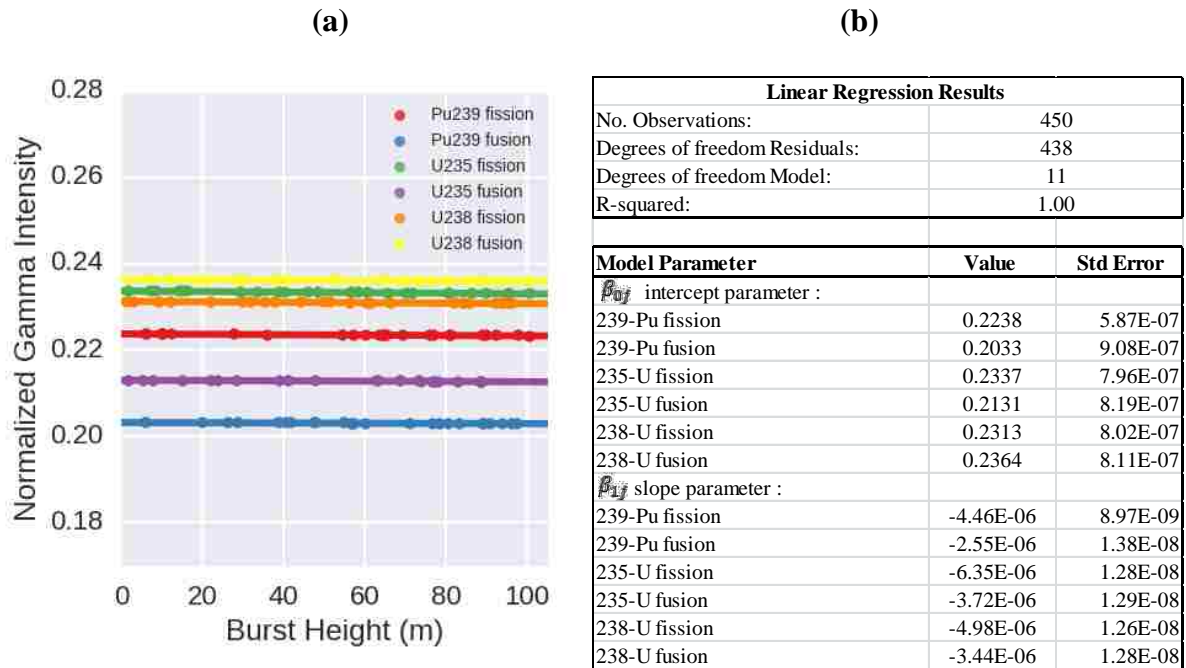 (a)
(b)
0.28
0.26
0.24
0.22
0.20
0.18
Normalized Gamma Intensity
Pu239 fission
Pu239 fusion
U235 fission
U235 fusion
U238 fission
U238 fusion
0 20 40 60 80 100
Burst Height (m)
Linear Regression Results
No. Observations: 450
Degrees of freedom Residuals: 438
Degrees of freedom Model: 11
R-squared: 1.00
Model Parameter Value Std Error
β0f intercept parameter :
239-Pu fission 0.2238 5.87E-07
239-Pu fusion 0.2033 9.08E-07
235-U fission 0.2337 7.96E-07
235-U fusion 0.2131 8.19E-07
238-U fission 0.2313 8.02E-07
238-U fusion 0.2364 8.11E-07
β1f slope parameter :
239-Pu fission -4.46E-06 8.97E-09
239-Pu fusion -2.55E-06 1.38E-08
235-U fission -6.35E-06 1.28E-08
235-U fusion -3.72E-06 1.29E-08
238-U fission -4.98E-06 1.26E-08
238-U fusion -3.44E-06 1.28E-08